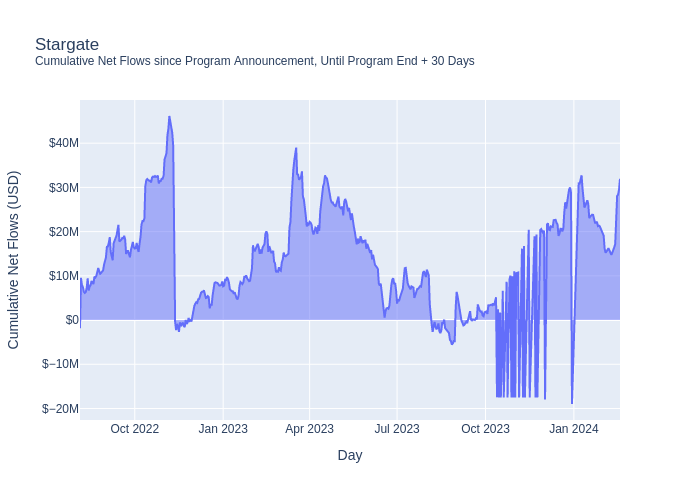 Stargate
Cumulative Net Flows since Program Announcement, Until Program End + 30 Days
Cumulative Net Flows (USD)
$40M
$30M
$20M
$10M
$0
$−10M
$−20M
Oct 2022
Jan 2023
Apr 2023
Jul 2023
Oct 2023
Jan 2024
Day